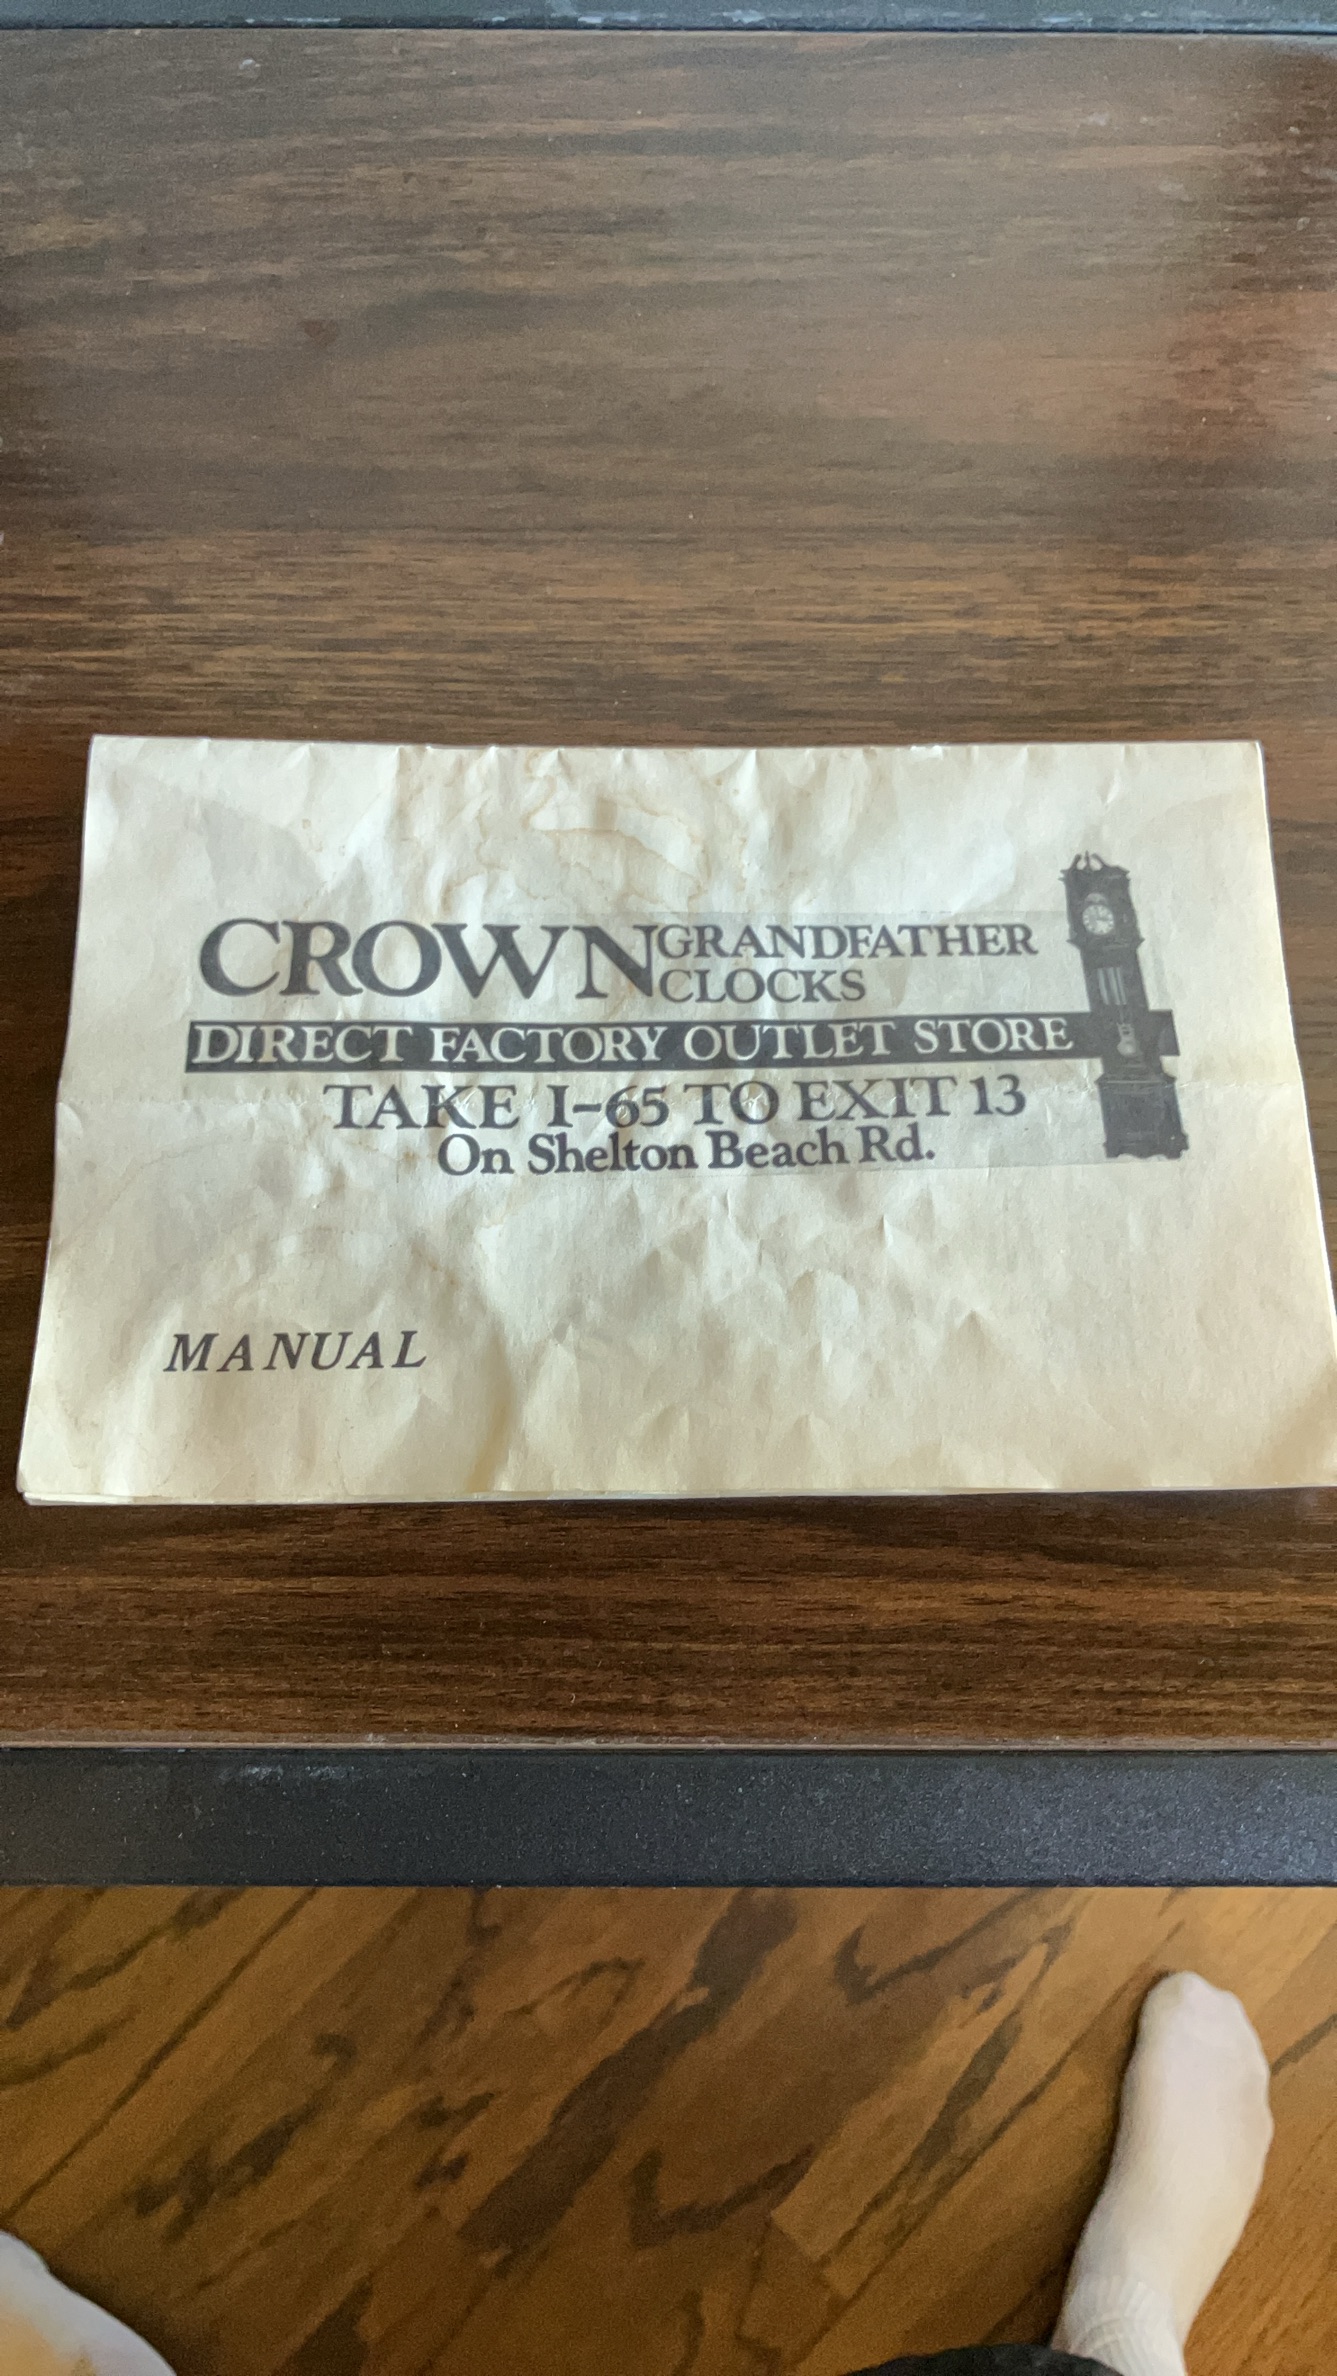 CROWN GRANDFATHER
CLOCKS
DIRECT FACTORY OUTLET STORE
TAKE I-65 TO EXIT 13
On Shelton Beach Rd.
MANUAL